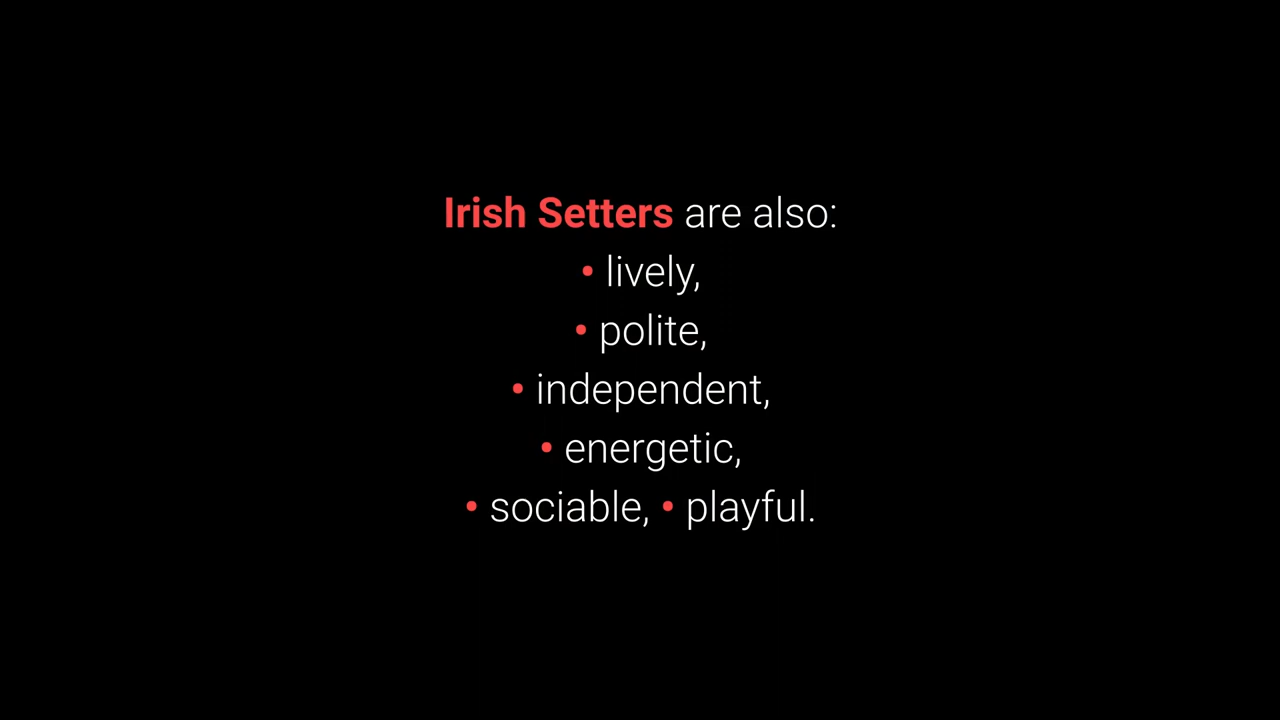 Irish Setters are also:
• lively,
• polite,
• independent,
• energetic,
• sociable, • playful.